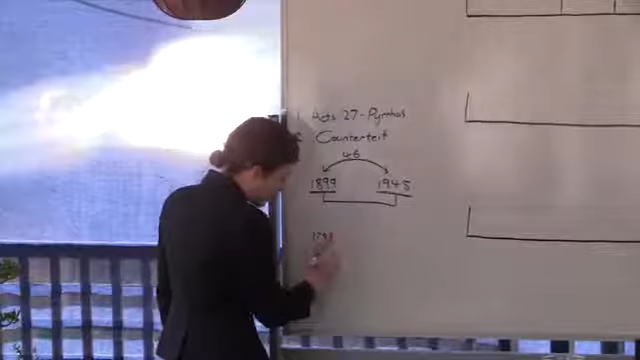 1. Acts 27 - Pyrrhus
2. Counterfeit
46
1899 1945